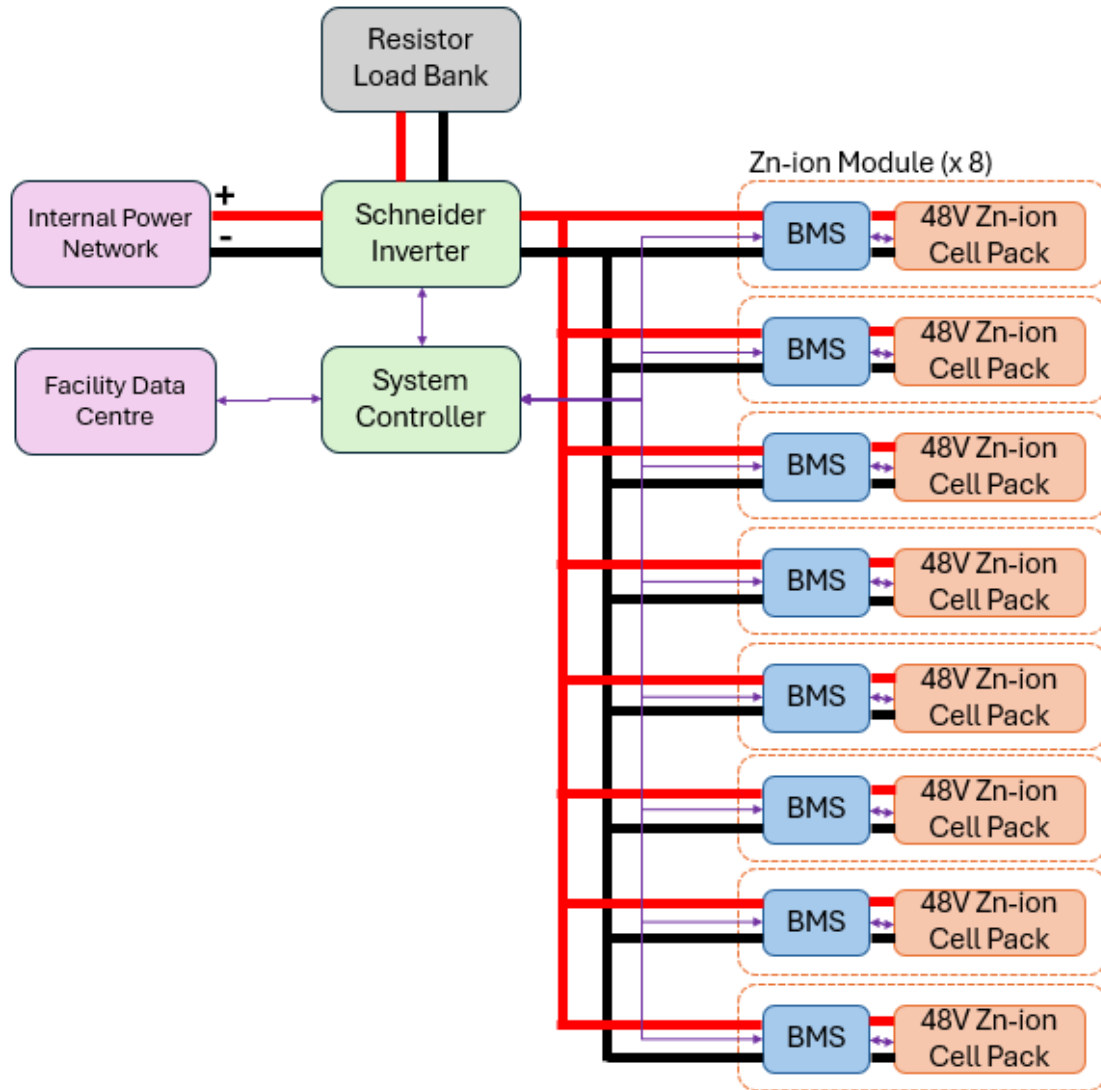 Resistor
Load Bank
Zn-ion Module (x 8)
Internal Power
Network
+
-
Schneider
Inverter
BMS
48V Zn-ion
Cell Pack
BMS
48V Zn-ion
Cell Pack
Facility Data
Centre
System
Controller
BMS
48V Zn-ion
Cell Pack
BMS
48V Zn-ion
Cell Pack
BMS
48V Zn-ion
Cell Pack
BMS
48V Zn-ion
Cell Pack
BMS
48V Zn-ion
Cell Pack
BMS
48V Zn-ion
Cell Pack